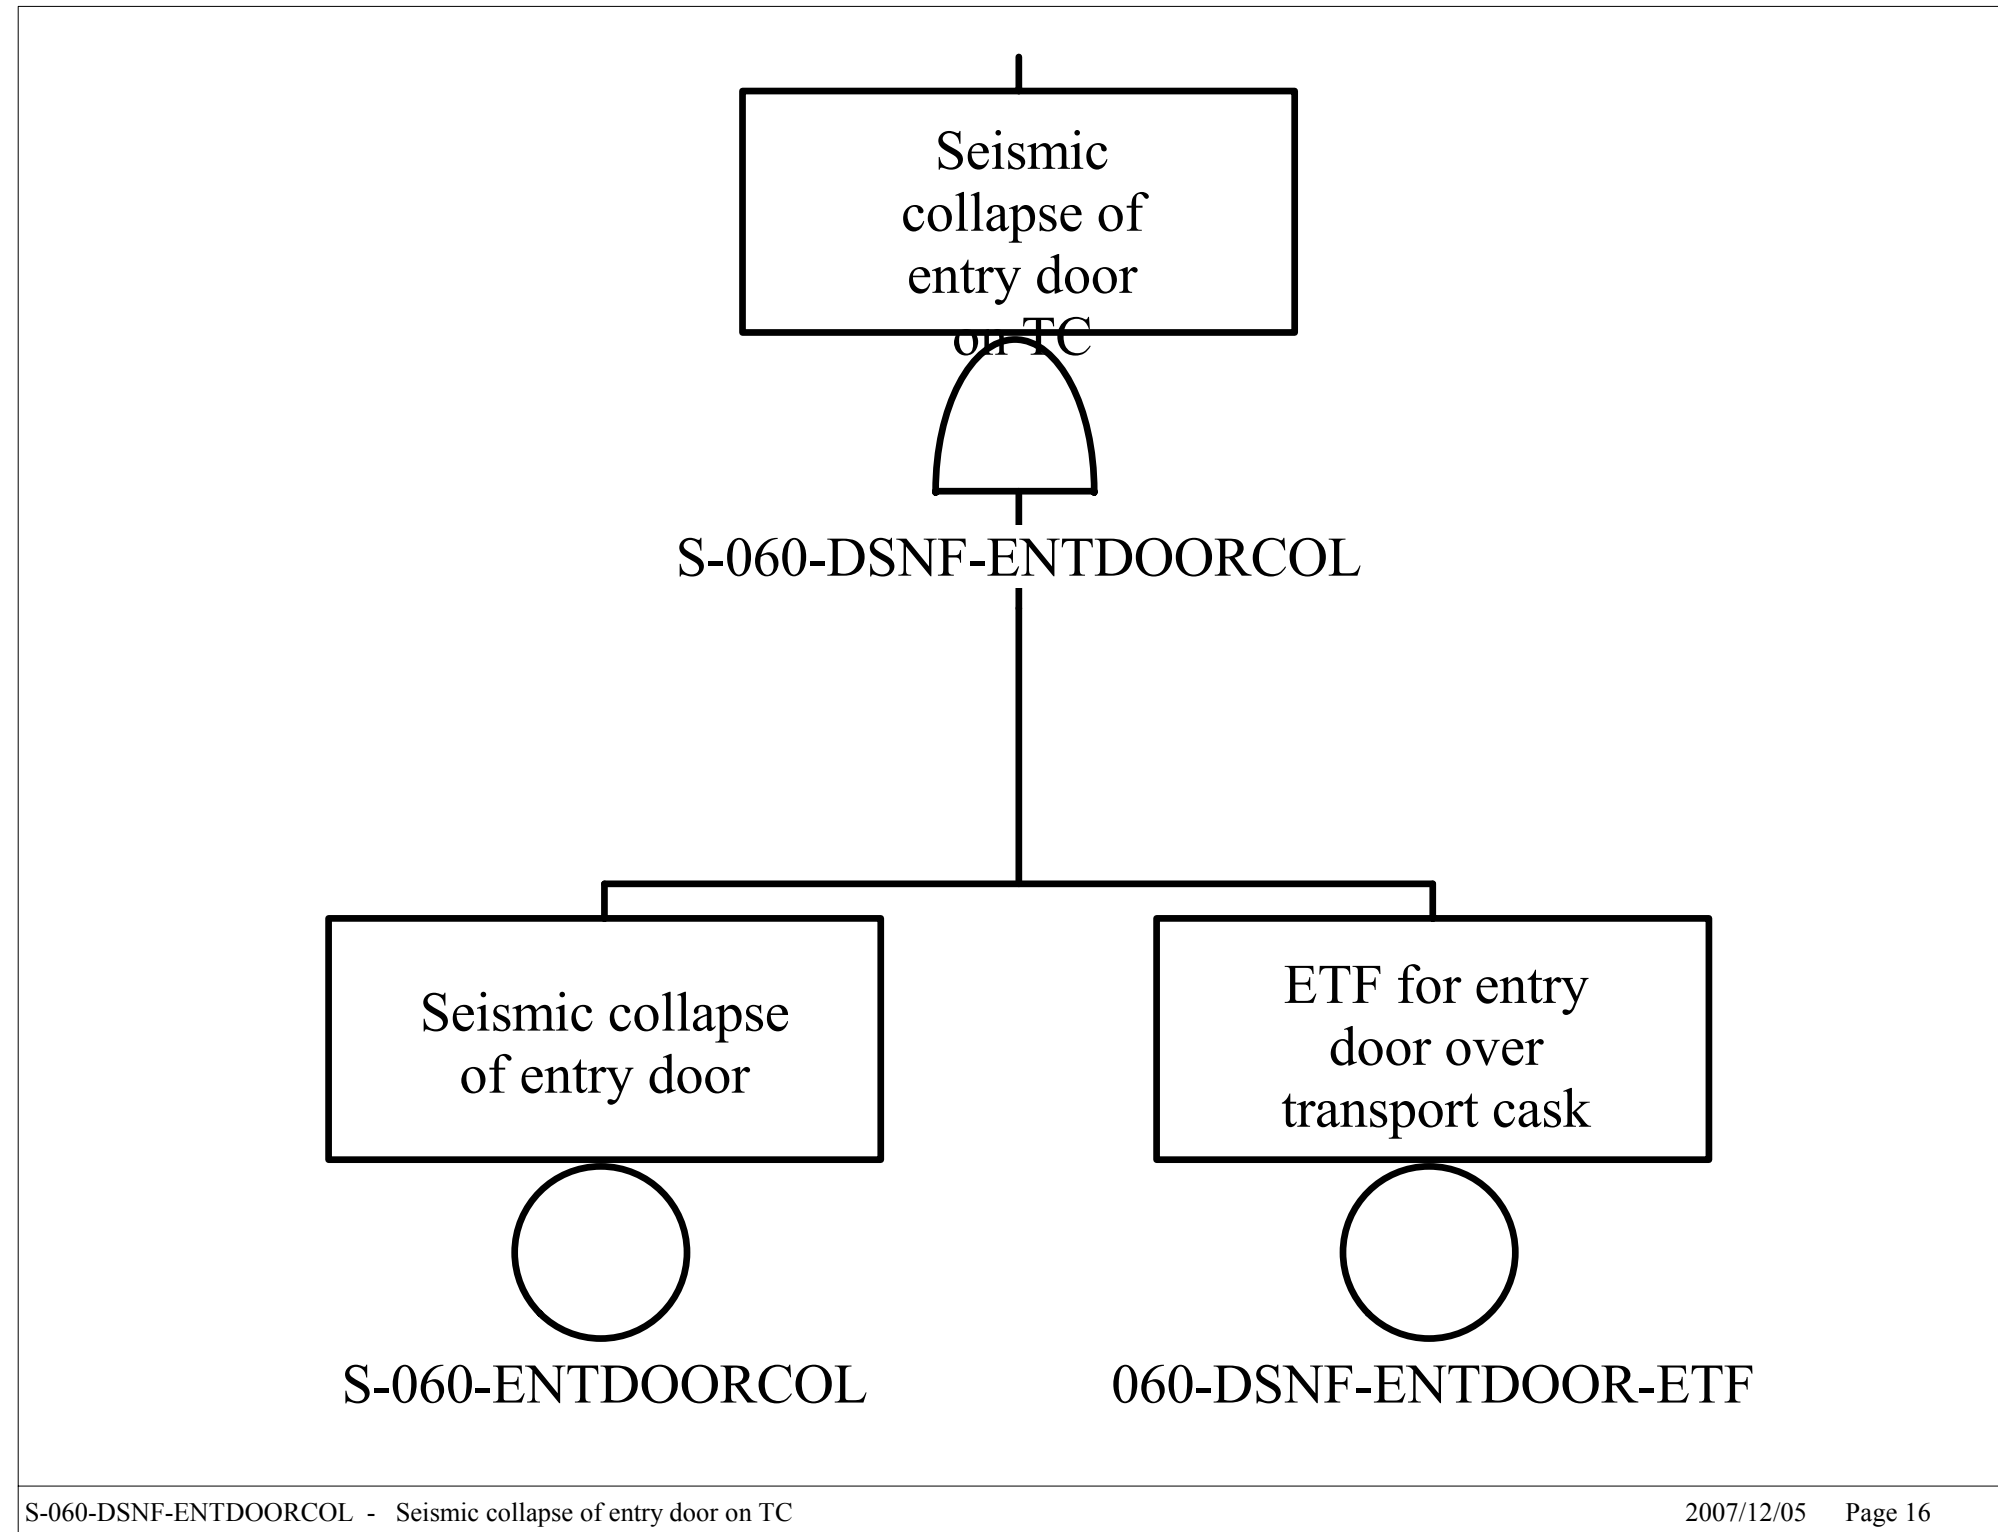 Seismic
collapse of
entry door
on TC
S-060-DSNF-ENTDOORCOL
Seismic collapse
of entry door
S-060-ENTDOORCOL
ETF for entry
door over
transport cask
060-DSNF-ENTDOOR-ETF
S-060-DSNF-ENTDOORCOL - Seismic collapse of entry door on TC
2007/12/05 Page 16